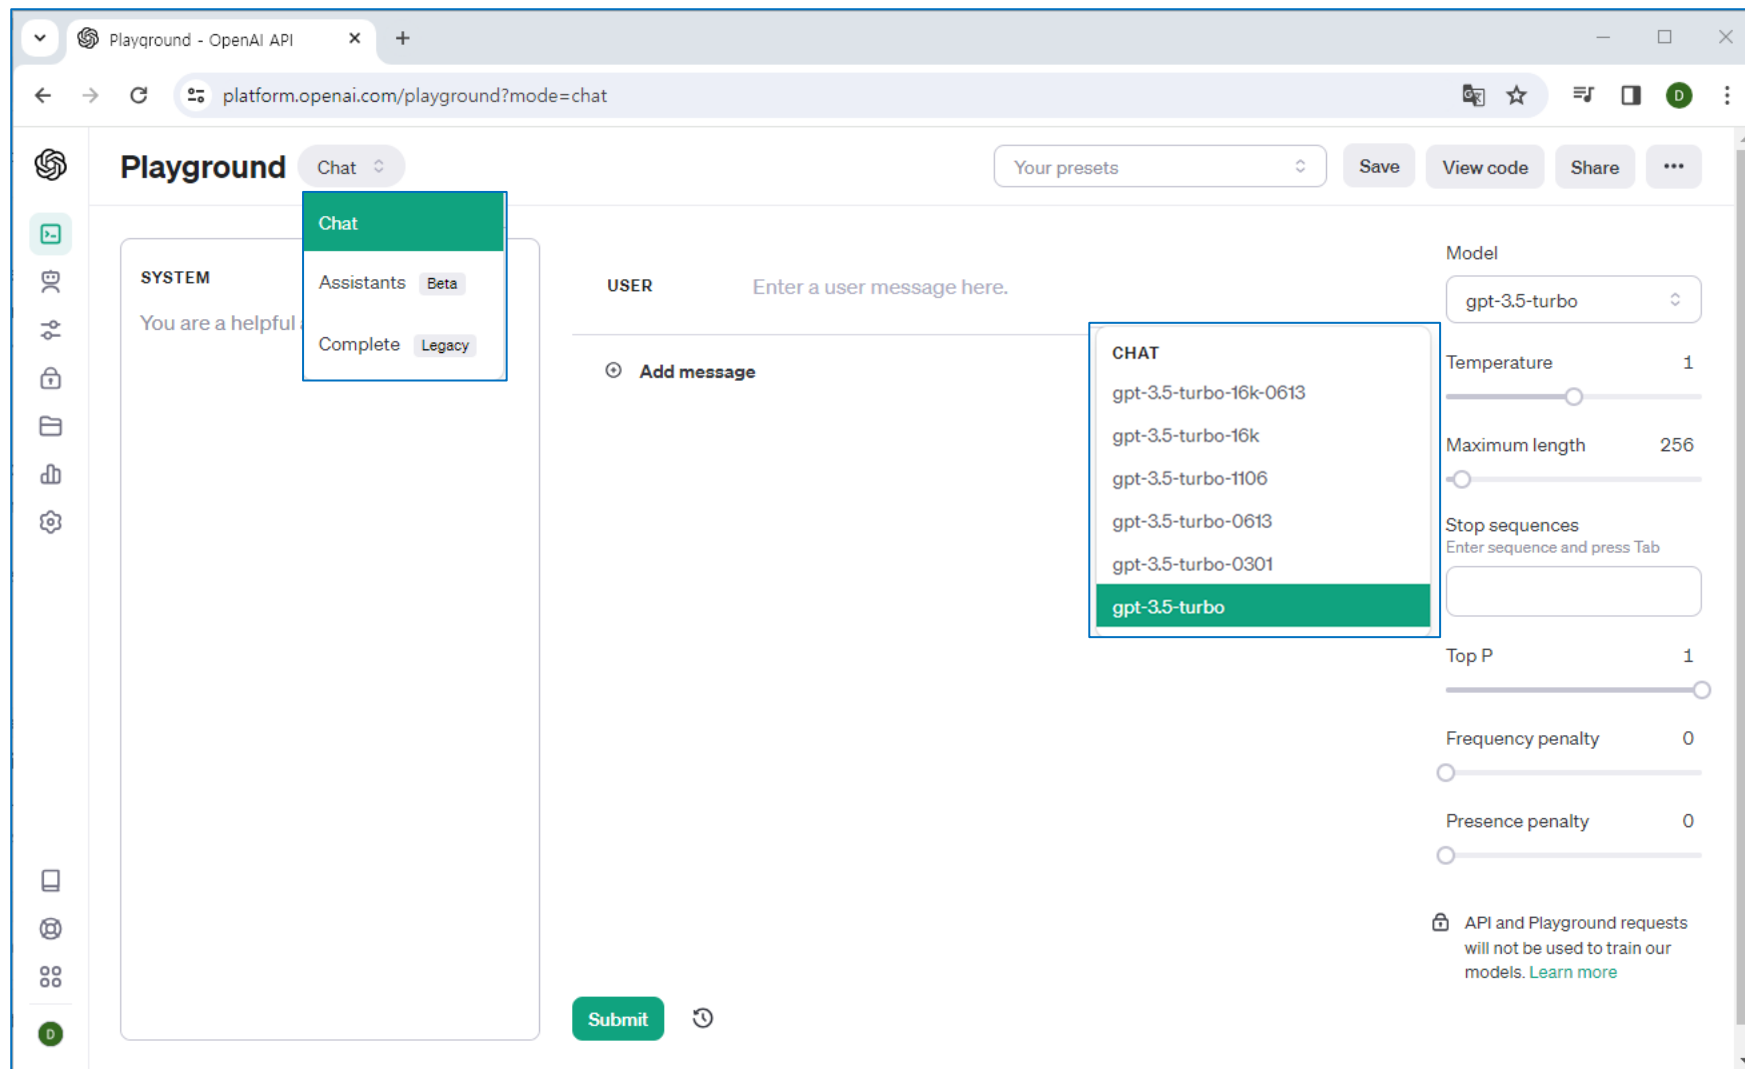 Playground - OpenAI API
platform.openai.com/playground?mode=chat
Playground Chat
Your presets
Save
View code
Share
Chat
Assistants Beta
Complete Legacy
SYSTEM
You are a helpful
USER
Enter a user message here.
Add message
CHAT
gpt-3.5-turbo-16k-0613
gpt-3.5-turbo-16k
gpt-3.5-turbo-1106
gpt-3.5-turbo-0613
gpt-3.5-turbo-0301
gpt-3.5-turbo
Model
gpt-3.5-turbo
Temperature 1
Maximum length 256
Stop sequences
Enter sequence and press Tab
Top P 1
Frequency penalty 0
Presence penalty 0
API and Playground requests
will not be used to train our
models. Learn more
Submit
D
D